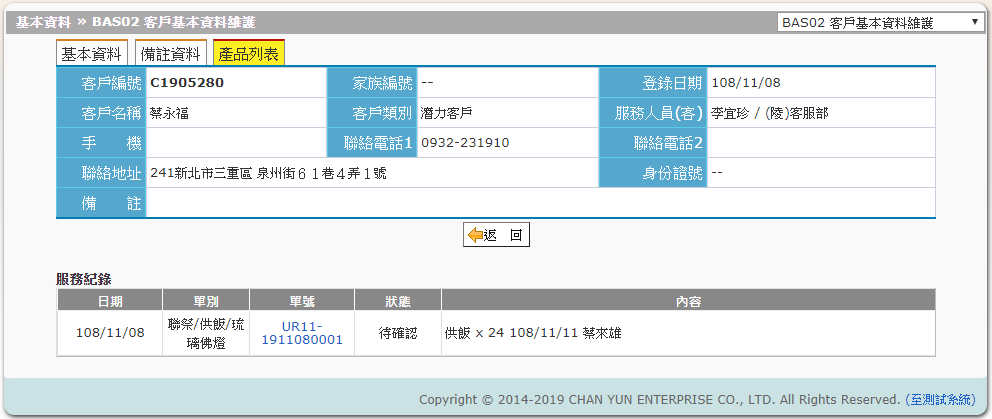 基本資料 » BAS02 客戶基本資料維護
BAS02 客戶基本資料維護
基本資料 備註資料 產品列表
客戶編號 C1905280 家族編號 -- 登錄日期 108/11/08
客戶名稱 蔡永福 客戶類別 潛力客戶 服務人員(客) 李宜珍 / (陵)客服部
手 機 聯絡電話1 0932-231910 聯絡電話2
聯絡地址 241新北市三重區 泉州街６１巷４弄１號 身份證號 --
備 註
返 回
服務紀錄
日期 單別 單號 狀態 內容
108/11/08 聯祭/供飯/琉璃佛燈 UR11-1911080001 待確認 供飯 x 24 108/11/11 蔡來雄
Copyright © 2014-2019 CHAN YUN ENTERPRISE CO., LTD. All Rights Reserved. (至測試系統)